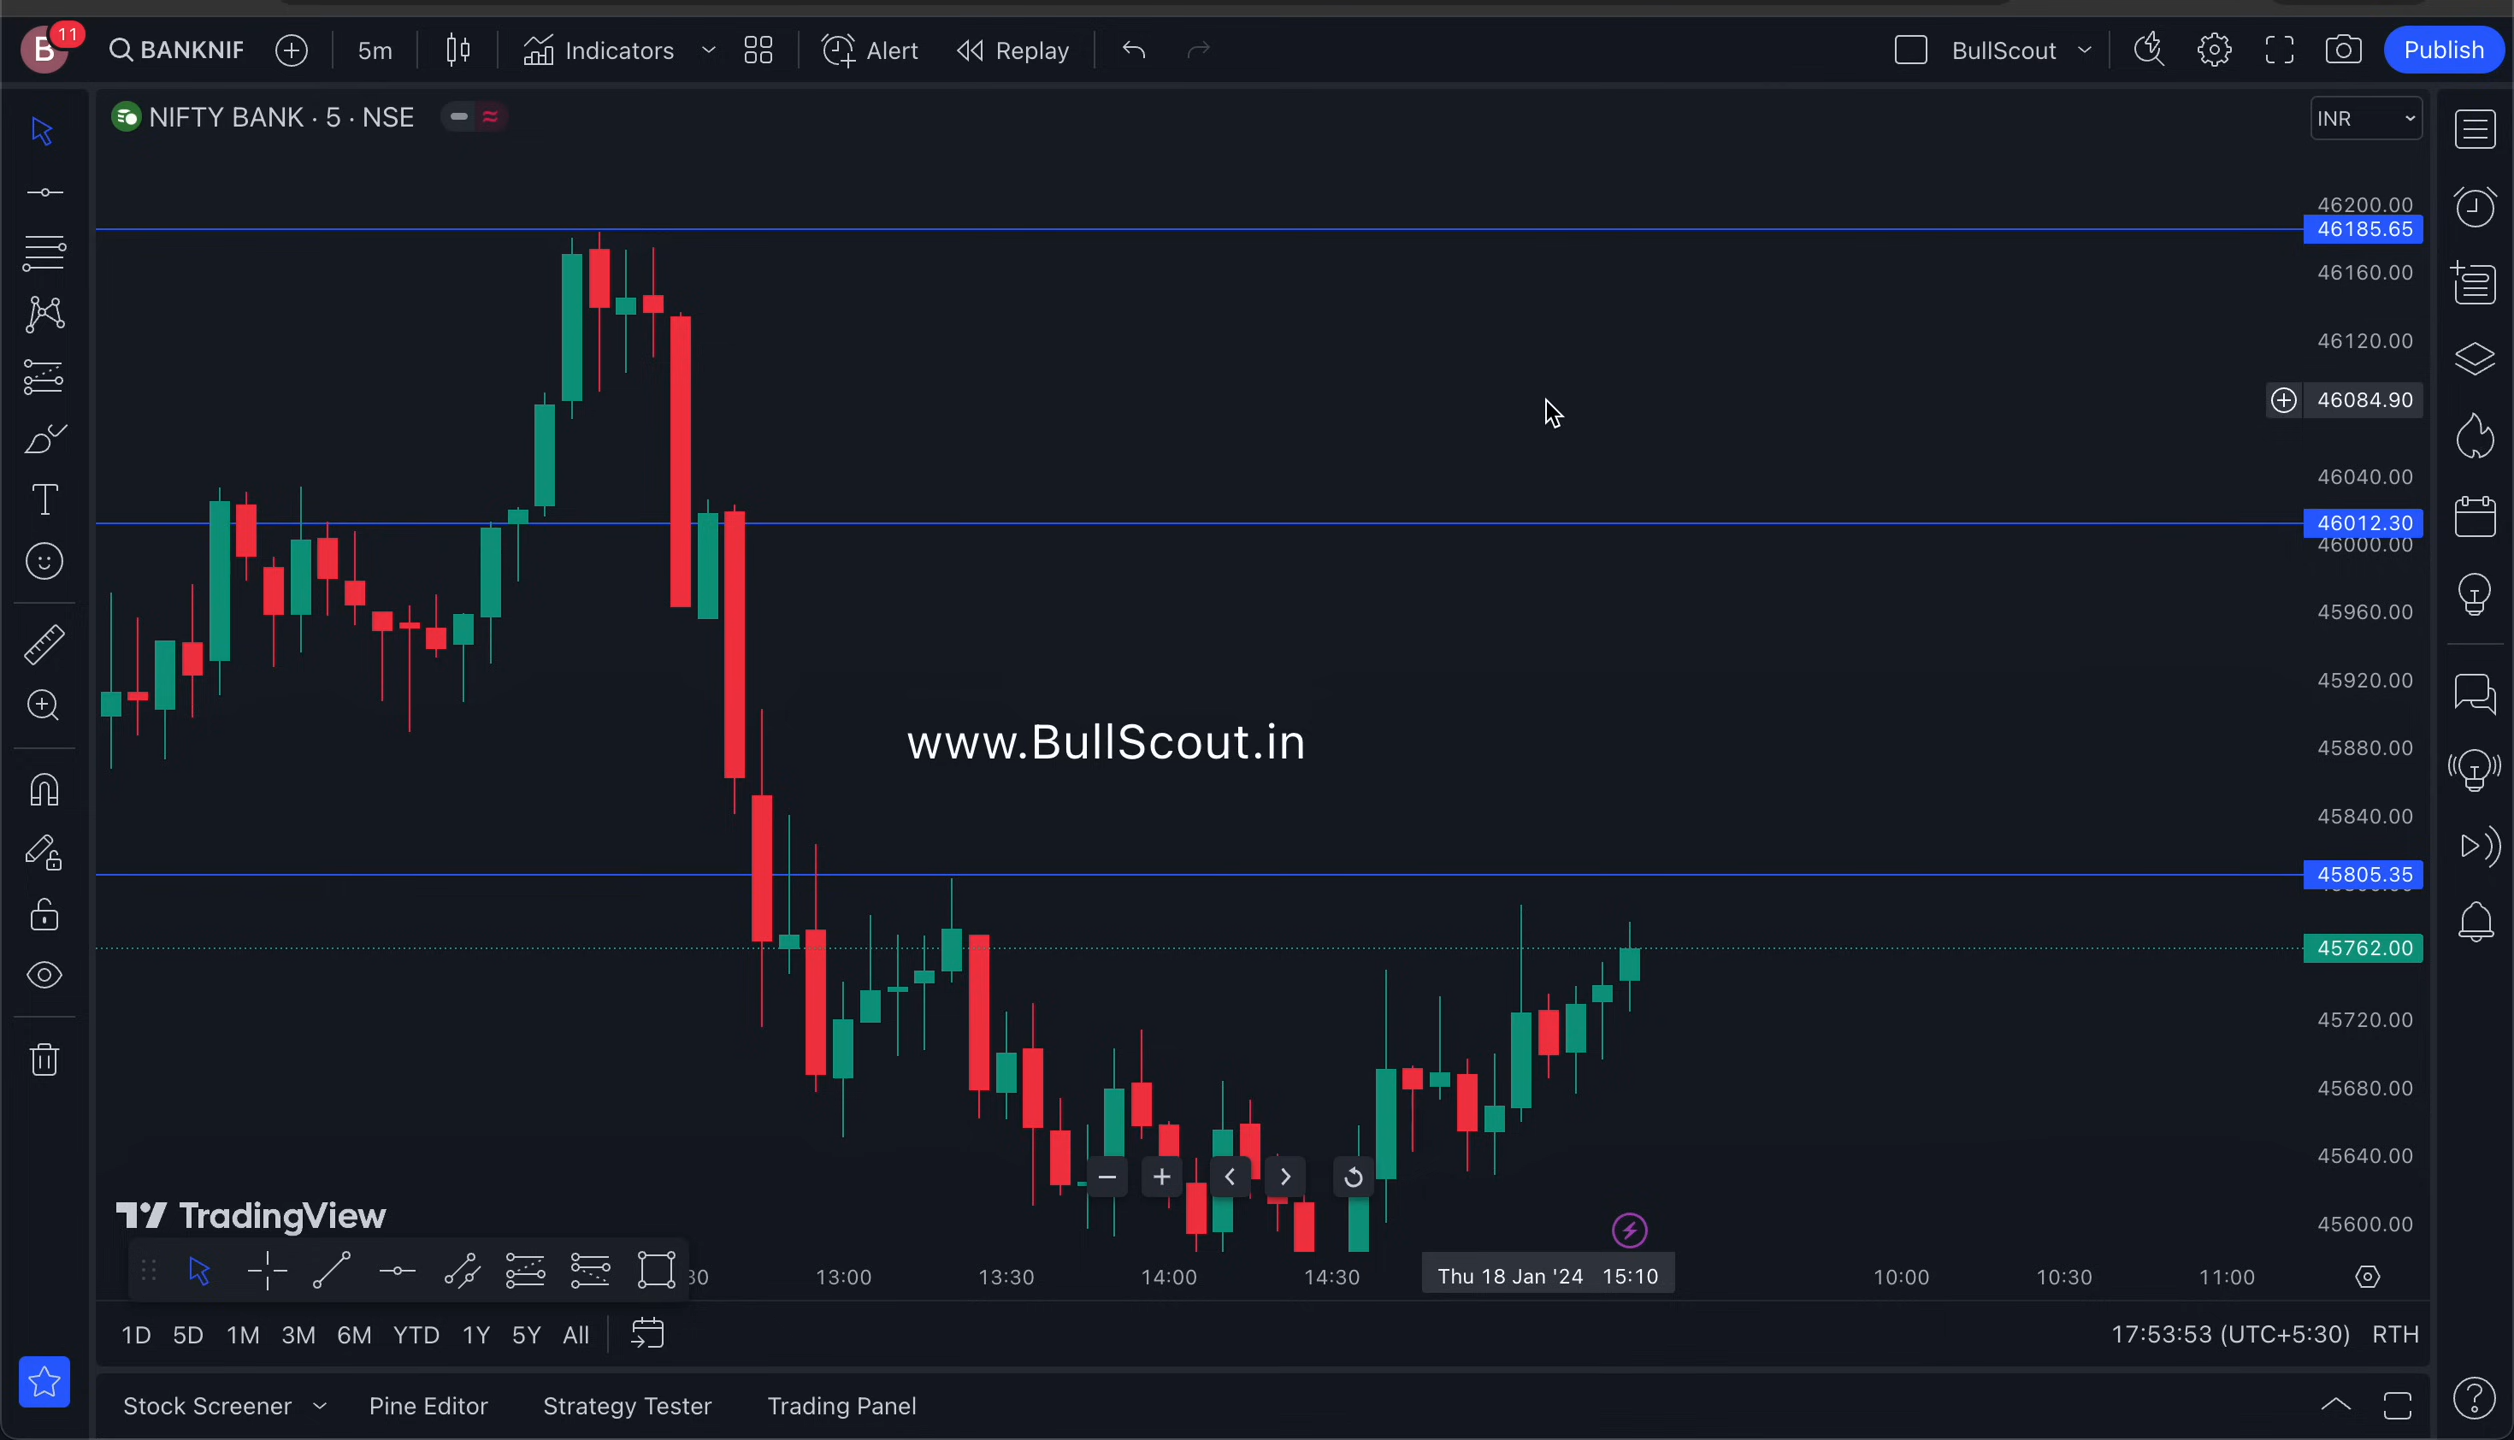 B 11 BANKNIF 5m Indicators Alert Replay BullScout Publish
NIFTY BANK · 5 · NSE
INR
46200.00
46185.65
46160.00
46120.00
46084.90
46040.00
46012.30
46000.00
45960.00
45920.00
45880.00
www.BullScout.in
45840.00
45805.35
45762.00
45720.00
45680.00
45640.00
45600.00
TradingView
30 13:00 13:30 14:00 14:30 Thu 18 Jan '24 15:10 10:00 10:30 11:00
1D 5D 1M 3M 6M YTD 1Y 5Y All 17:53:53 (UTC+5:30) RTH
Stock Screener Pine Editor Strategy Tester Trading Panel